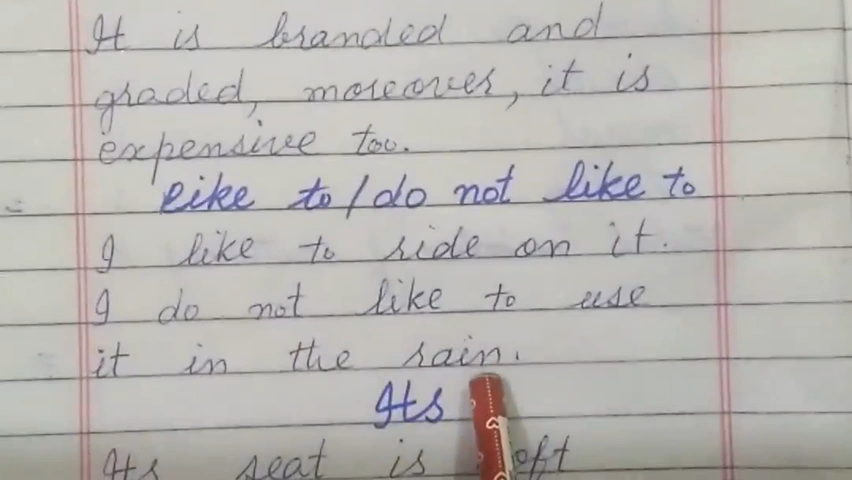 It is branded and
graded, moreover, it is
expensive too.
like to/do not like to
I like to ride on it.
I do not like to use
it in the rain.
Its
Its seat is soft